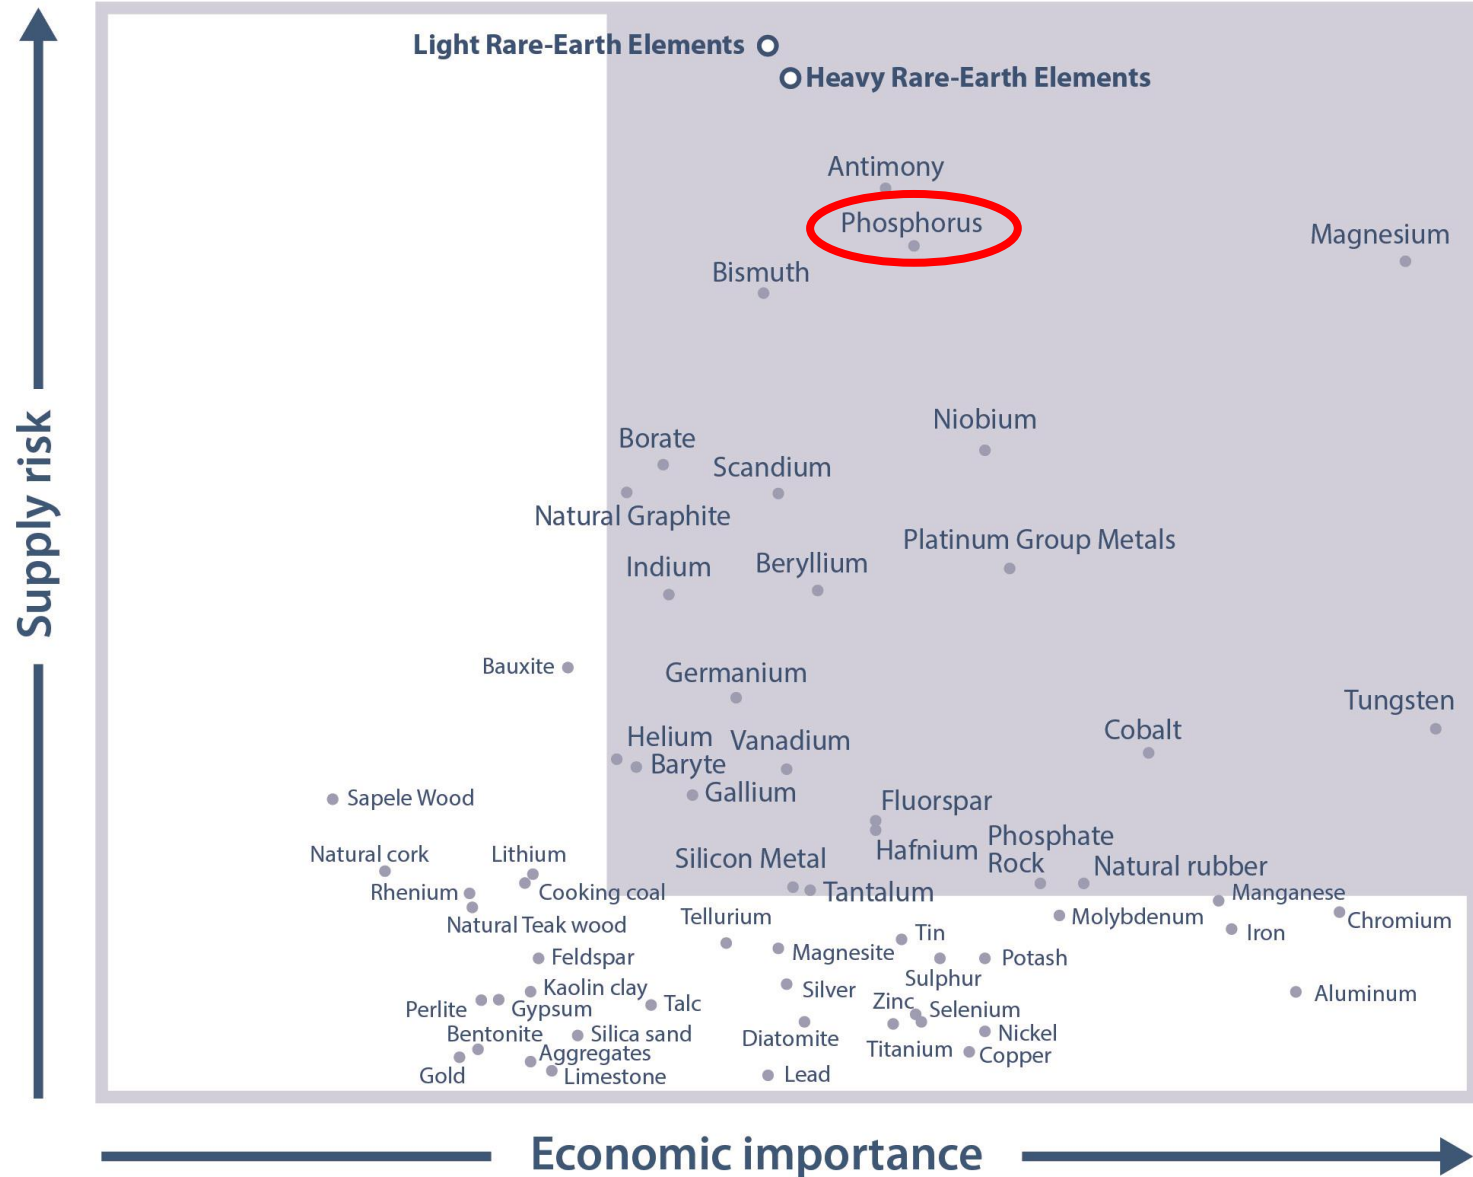 Light Rare-Earth Elements
Heavy Rare-Earth Elements
Antimony
Phosphorus
Magnesium
Bismuth
Niobium
Borate
Scandium
Natural Graphite
Platinum Group Metals
Indium
Beryllium
Supply risk
Bauxite
Germanium
Tungsten
Cobalt
Helium
Vanadium
Baryte
Gallium
Sapele Wood
Fluorspar
Phosphate
Rock
Hafnium
Natural cork
Lithium
Silicon Metal
Natural rubber
Rhenium
Cooking coal
Tantalum
Manganese
Natural Teak wood
Tellurium
Molybdenum
Chromium
Tin
Iron
Feldspar
Magnesite
Potash
Sulphur
Kaolin clay
Silver
Aluminum
Perlite
Gypsum
Talc
Zinc
Selenium
Bentonite
Silica sand
Diatomite
Nickel
Titanium
Aggregates
Copper
Gold
Limestone
Lead
Economic importance